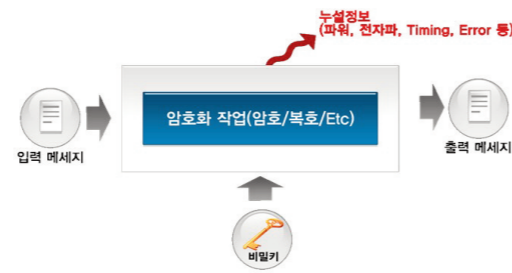 누설정보
(파워, 전자파, Timing, Error 등)
암호화 작업(암호/복호/Etc)
입력 메세지
출력 메세지
비밀키